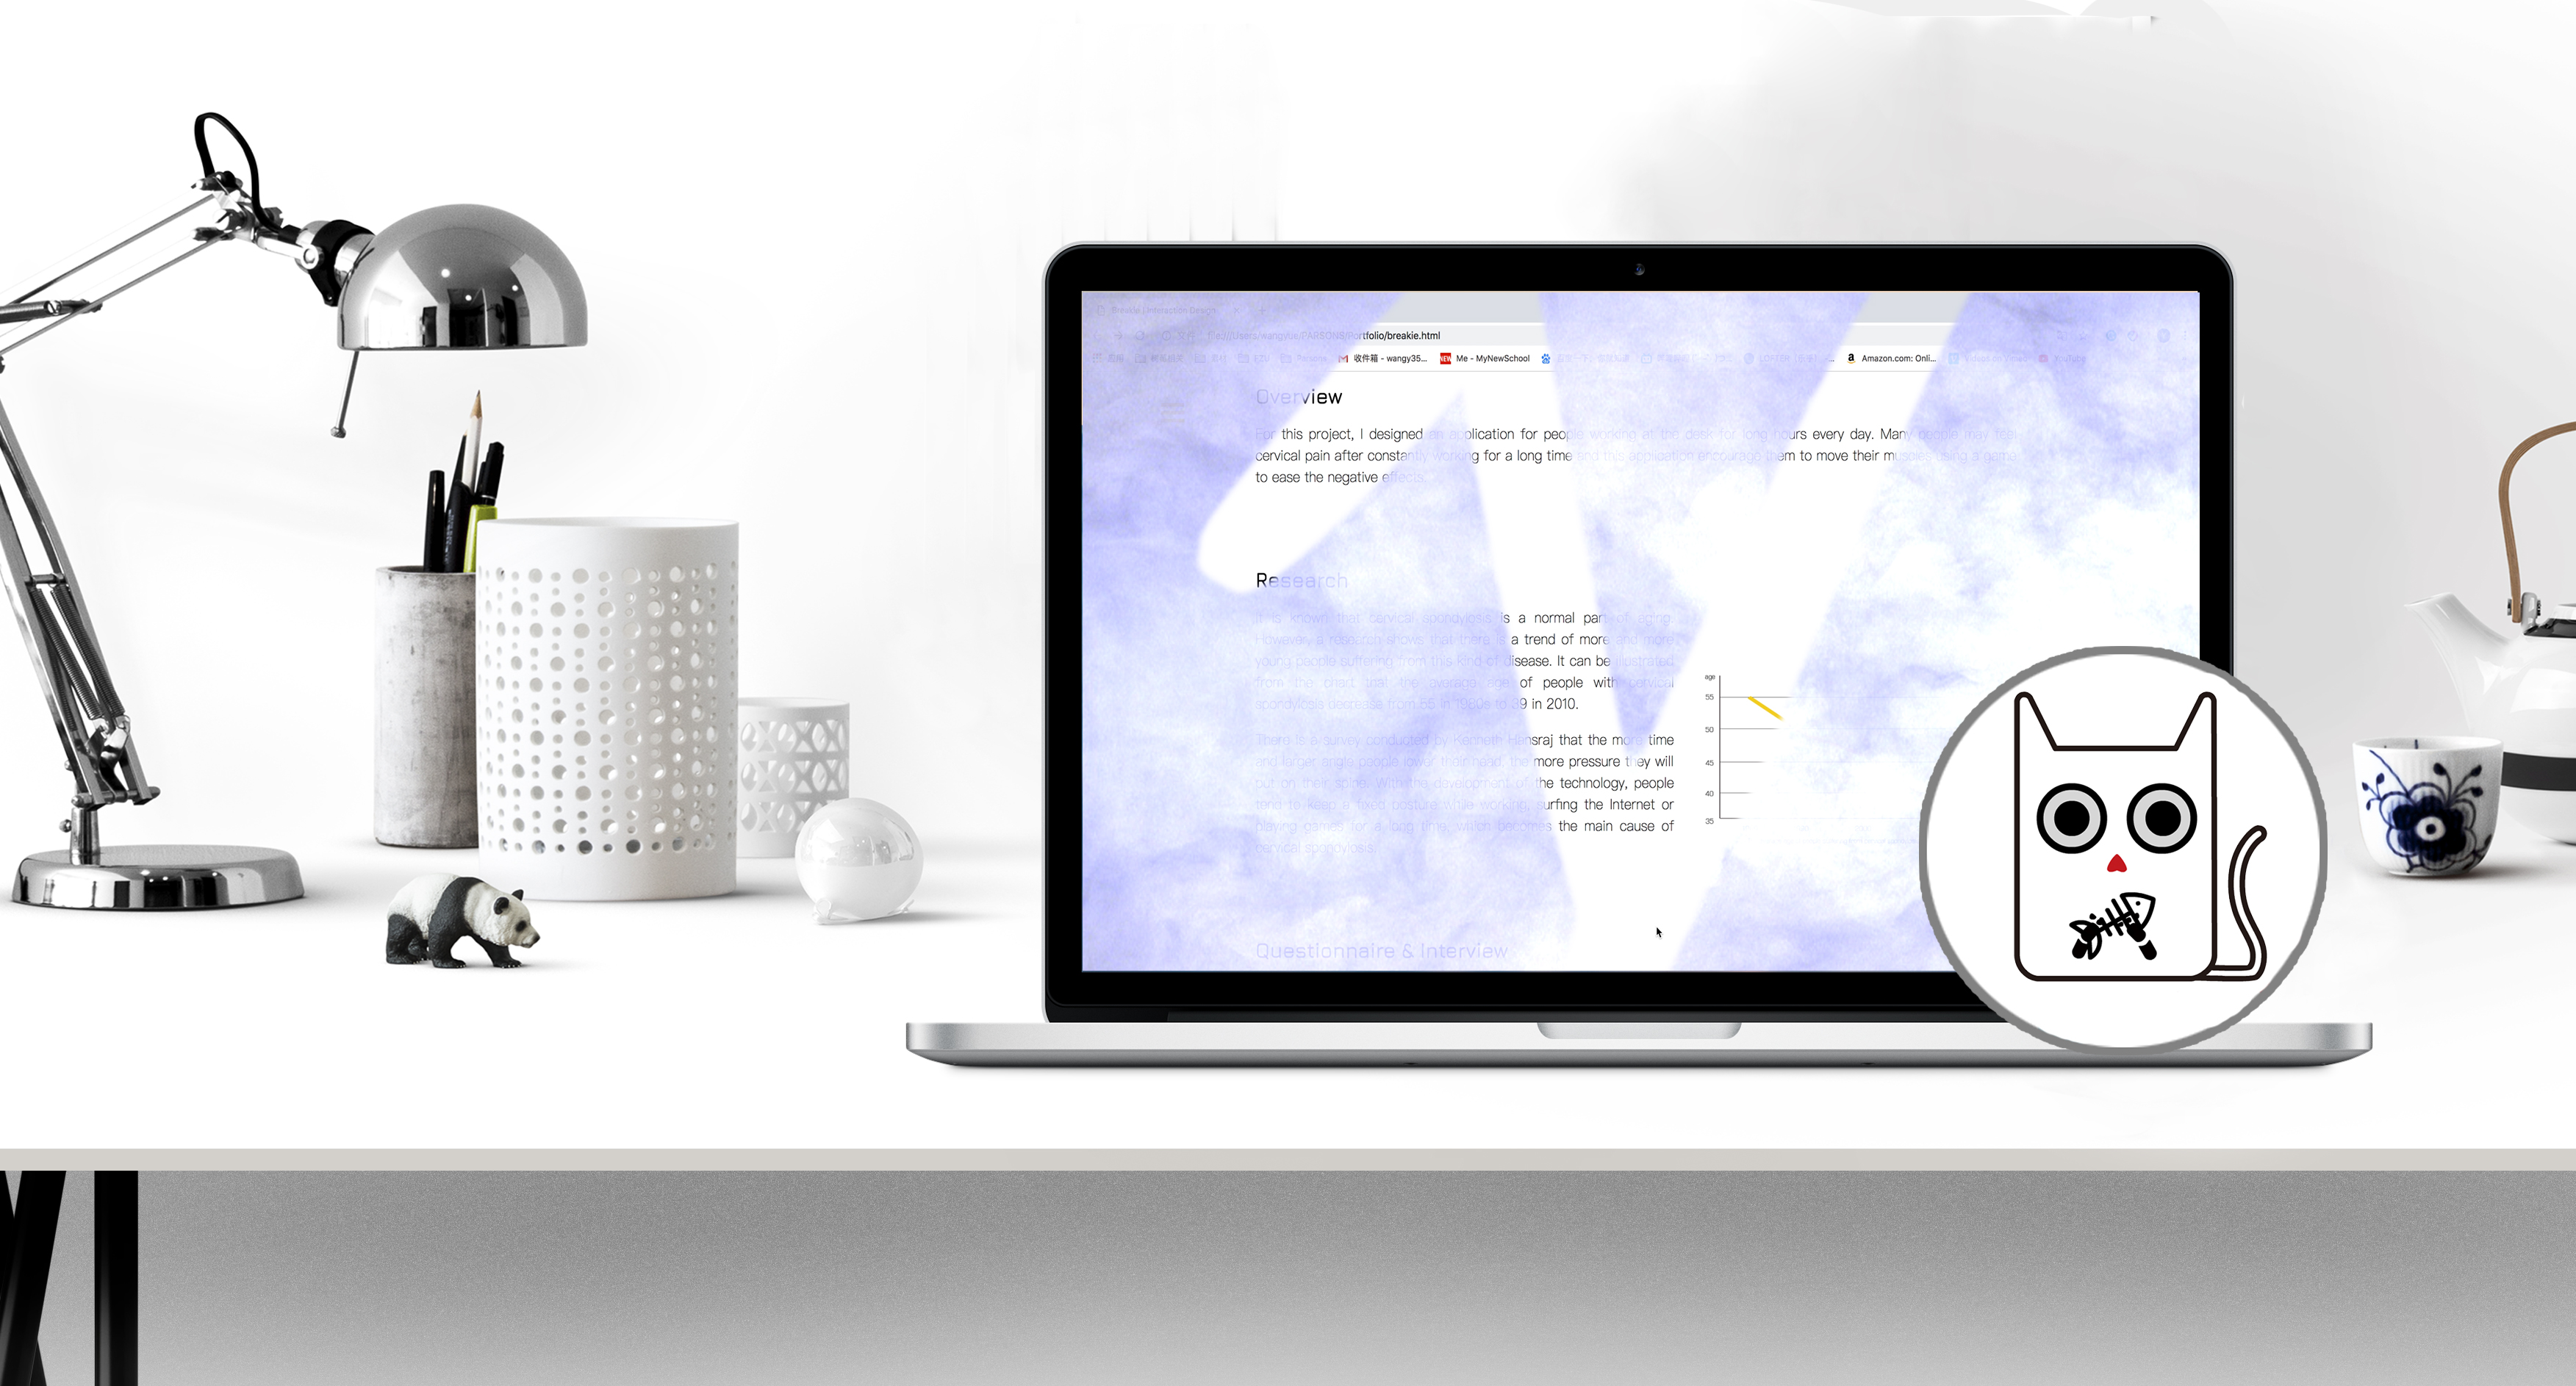 Breakie | Interaction Design
file:///Users/wangyue/PARSONS/Portfolio/breakie.html
EDU Parsons 收件箱 - wangy35... Me - MyNewSchool LOFTER Amazon.com: Onli... YouTube
Overview
For this project, I designed an application for people working at the desk for long hours every day. Many people may feel
cervical pain after constantly working for a long time and this application encourage them to move their muscles using a game
to ease the negative effects.
Research
It is known that cervical spondylosis is a normal part of aging.
However, a research shows that there is a trend of more and more
young people suffering from this kind of disease. It can be illustrated
from the chart that the average age of people with cervical
spondylosis decrease from 55 in 1980s to 39 in 2010.
There is a survey conducted by Kenneth Hansraj that the more time
and larger angle people lower their head, the more pressure they will
put on their spine. With the development of the technology, people
tend to keep a fixed posture while working, surfing the Internet or
playing games for a long time, which becomes the main cause of
cervical spondylosis.
age
55
50
45
40
35
Questionnaire & Interview